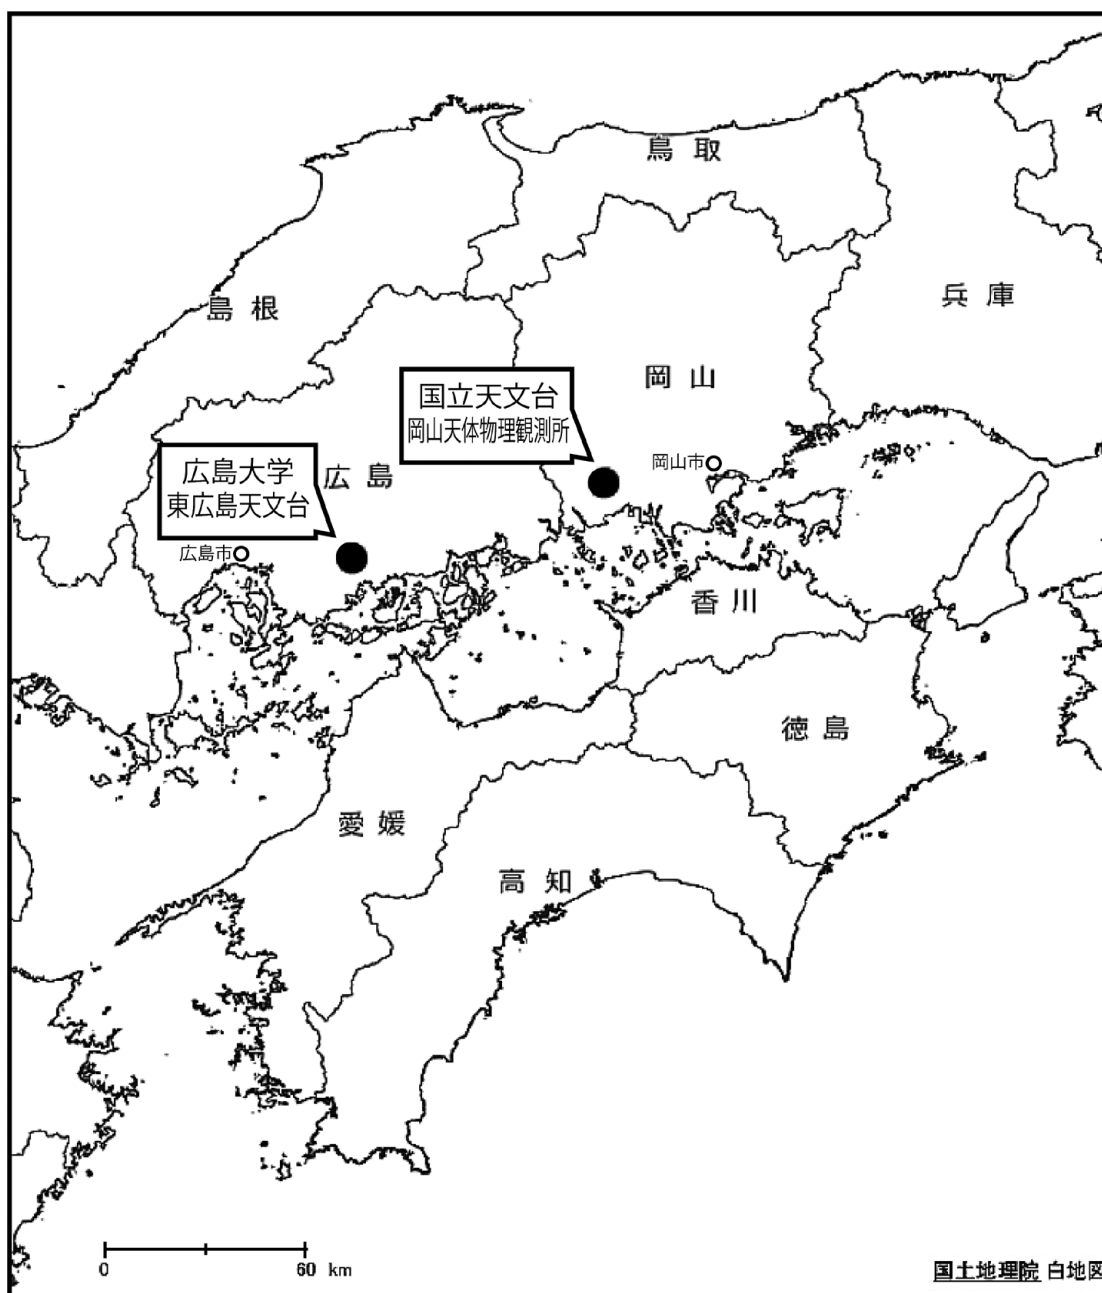 鳥取
島根
兵庫
岡山
国立天文台
岡山天体物理観測所
広島大学
東広島天文台
広島
岡山市
広島市
香川
徳島
愛媛
高知
0 60 km
国土地理院 白地図